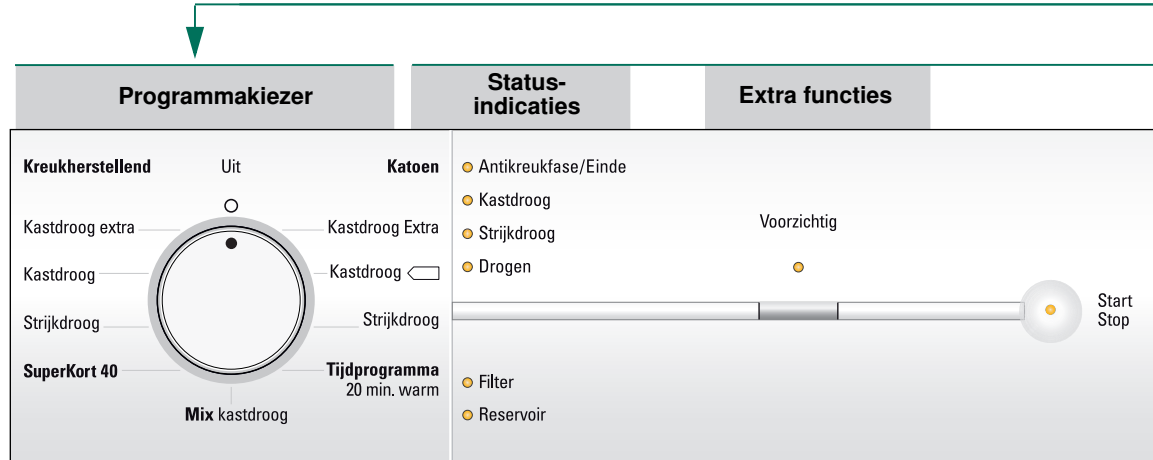 Programmakiezer
Status-
indicaties
Extra functies
Kreukherstellend
Uit
Katoen
Kastdroog extra
Kastdroog Extra
Kastdroog
Kastdroog
Strijkdroog
Strijkdroog
SuperKort 40
Tijdprogramma
20 min. warm
Mix kastdroog
Antikreukfase/Einde
Kastdroog
Strijkdroog
Drogen
Voorzichtig
Start
Stop
Filter
Reservoir